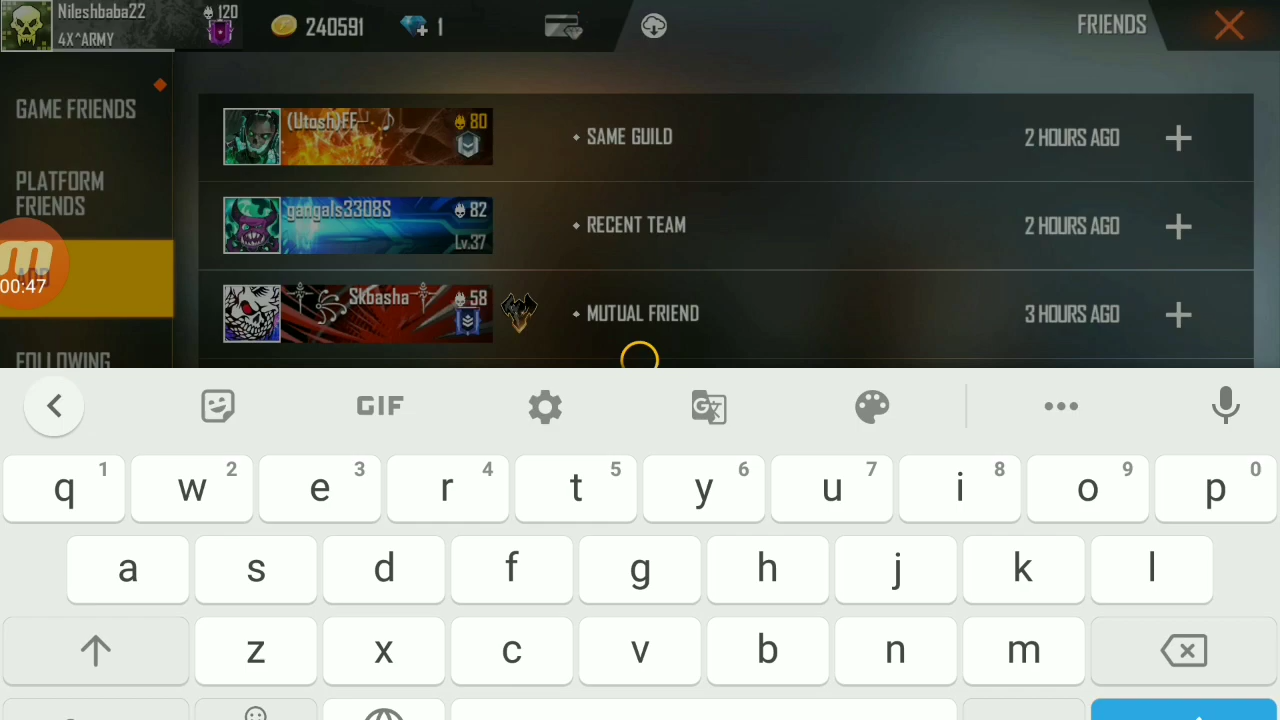 Nileshbaba22
120
4X^ARMY
240591
1
FRIENDS
GAME FRIENDS
PLATFORM
FRIENDS
FOLLOWING
00:47
(Utosh)FF
80
SAME GUILD
2 HOURS AGO
gangals3308S
82
Lv.37
RECENT TEAM
2 HOURS AGO
Skbasha
58
MUTUAL FRIEND
3 HOURS AGO
GIF
q 1 w 2 e 3 r 4 t 5 y 6 u 7 i 8 o 9 p 0
a s d f g h j k l
z x c v b n m